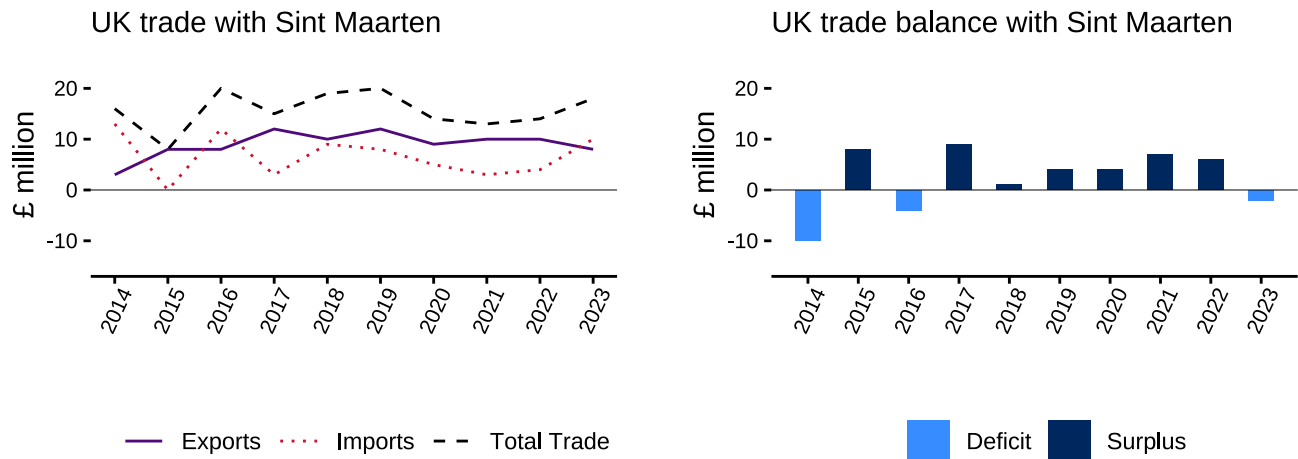 UK trade with Sint Maarten
£ million
20
10
0
-10
2014 2015 2016 2017 2018 2019 2020 2021 2022 2023
Exports Imports Total Trade
UK trade balance with Sint Maarten
£ million
20
10
0
-10
2014 2015 2016 2017 2018 2019 2020 2021 2022 2023
Deficit Surplus